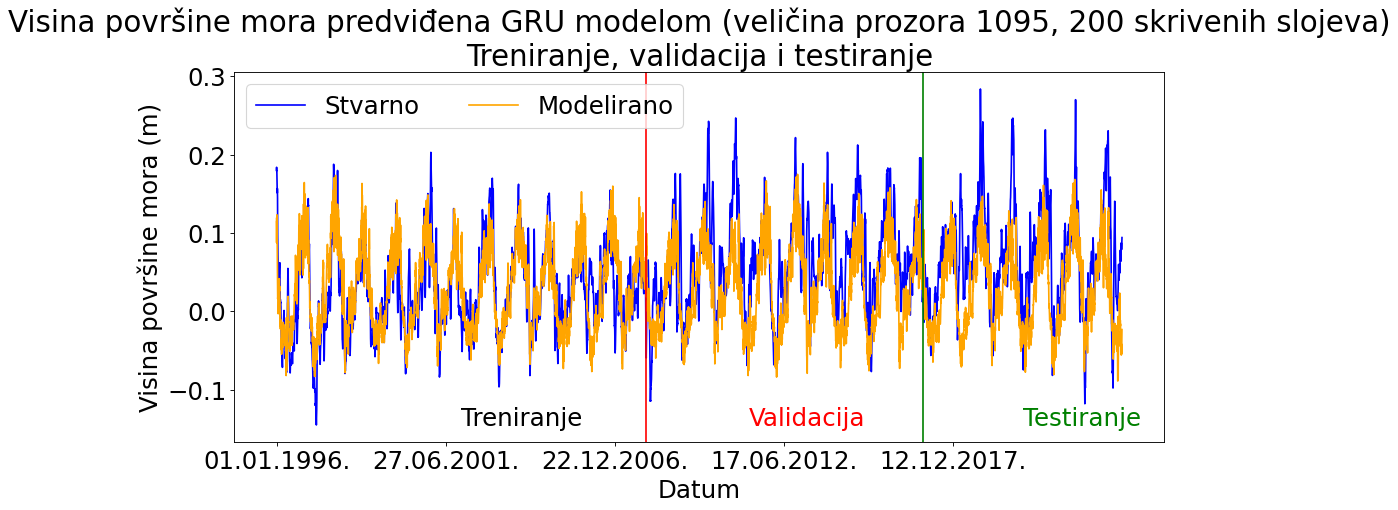 Visina površine mora predviđena GRU modelom (veličina prozora 1095, 200 skrivenih slojeva)
Treniranje, validacija i testiranje
Stvarno
Modelirano
Visina površine mora (m)
0.3
0.2
0.1
0.0
−0.1
Treniranje
Validacija
Testiranje
01.01.1996.
27.06.2001.
22.12.2006.
17.06.2012.
12.12.2017.
Datum